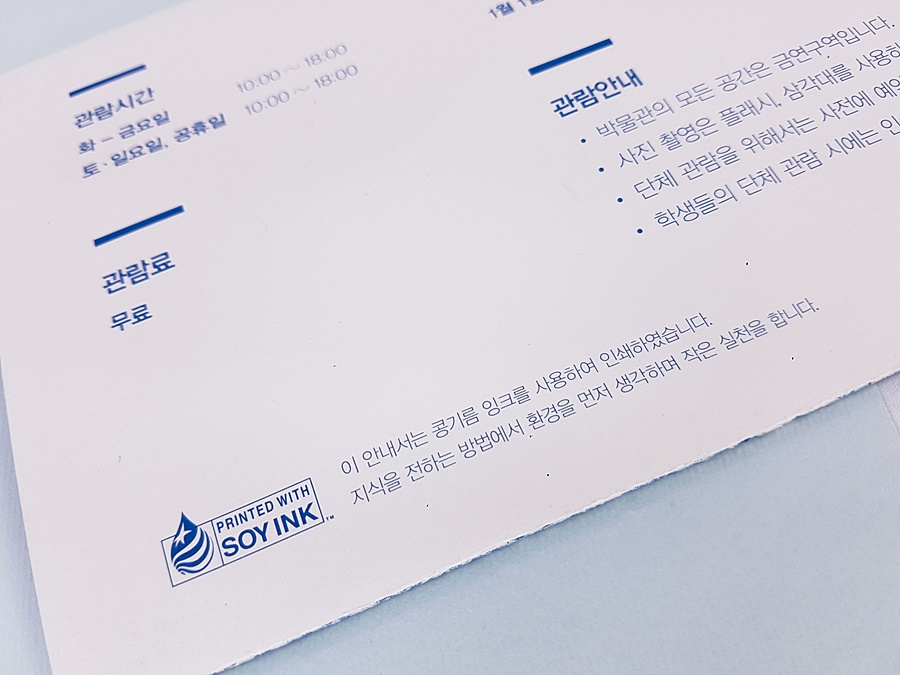 관람시간
화 – 금요일 10:00 ~ 18:00
토·일요일, 공휴일 10:00 ~ 18:00
관람료
무료
1월 1일
관람안내
• 박물관의 모든 공간은 금연구역입니다.
• 사진 촬영은 플래시, 삼각대를 사용하
• 단체 관람을 위해서는 사전에 예약
• 학생들의 단체 관람 시에는 인
이 안내서는 콩기름 잉크를 사용하여 인쇄하였습니다.
지식을 전하는 방법에서 환경을 먼저 생각하며 작은 실천을 합니다.
PRINTED WITH
SOY INK™